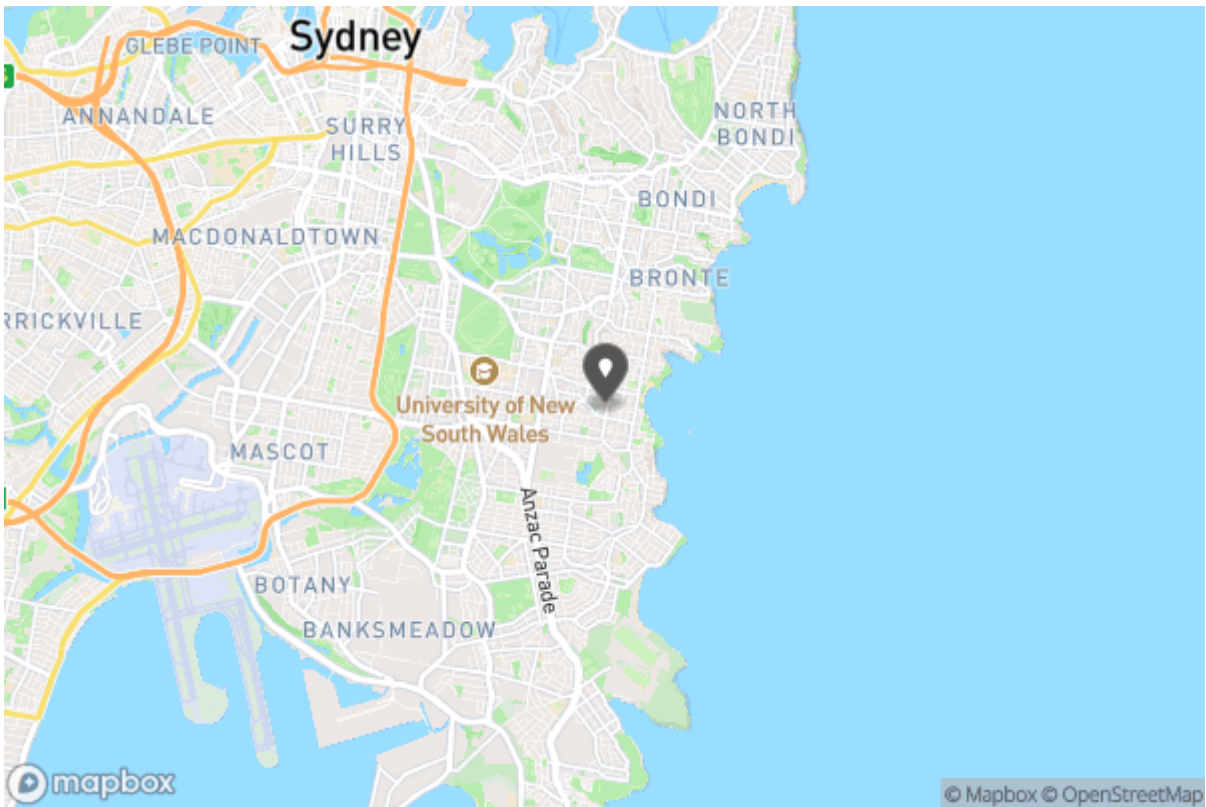 Sydney
GLEBE POINT
ANNANDALE
SURRY
HILLS
NORTH
BONDI
BONDI
MACDONALDTOWN
BRONTE
RRICKVILLE
University of New
South Wales
MASCOT
Anzac Parade
BOTANY
BANKSMEADOW
mapbox
© Mapbox © OpenStreetMap